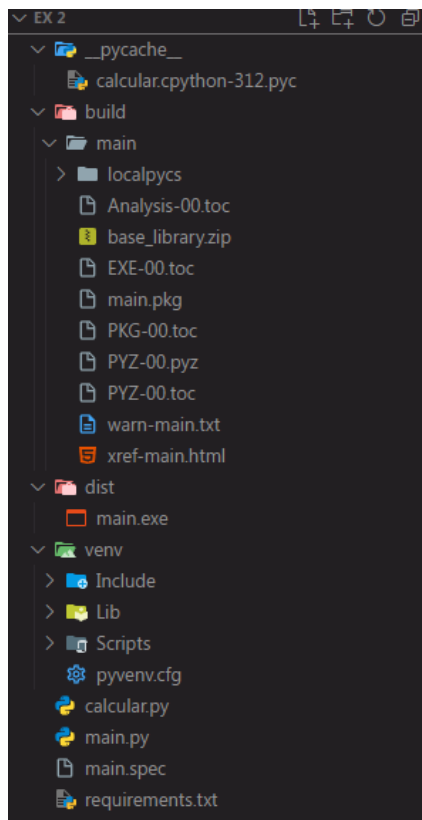 EX 2
__pycache__
calcular.cpython-312.pyc
build
main
localpycs
Analysis-00.toc
base_library.zip
EXE-00.toc
main.pkg
PKG-00.toc
PYZ-00.pyz
PYZ-00.toc
warn-main.txt
xref-main.html
dist
main.exe
venv
Include
Lib
Scripts
pyvenv.cfg
calcular.py
main.py
main.spec
requirements.txt